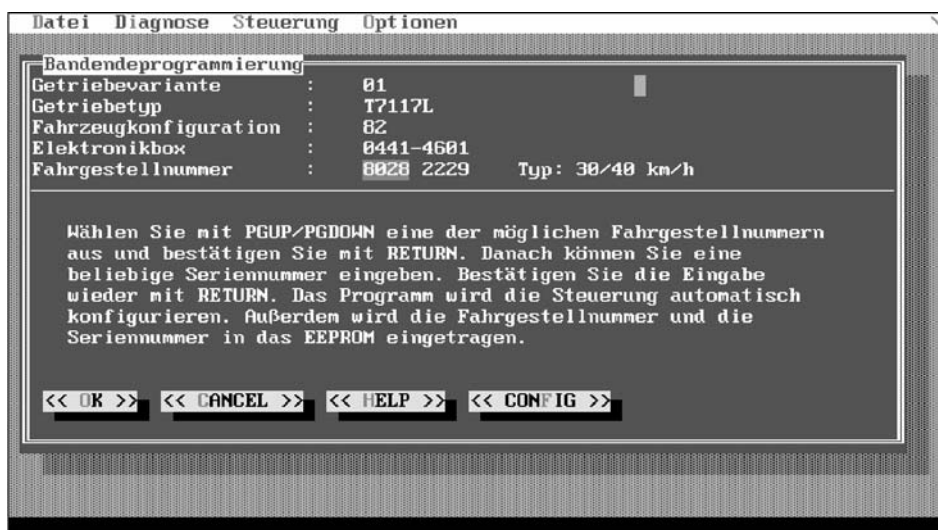 Datei Diagnose Steuerung Optionen
Bandendeprogrammierung
Getriebevariante : 01
Getriebetyp : T7117L
Fahrzeugkonfiguration : 82
Elektronikbox : 0441-4601
Fahrgestellnummer : 8028 2229 Typ: 30/40 km/h
Wählen Sie mit PGUP/PGDOWN eine der möglichen Fahrgestellnummern
aus und bestätigen Sie mit RETURN. Danach können Sie eine
beliebige Seriennummer eingeben. Bestätigen Sie die Eingabe
wieder mit RETURN. Das Programm wird die Steuerung automatisch
konfigurieren. Außerdem wird die Fahrgestellnummer und die
Seriennummer in das EEPROM eingetragen.
<< OK >> << CANCEL >> << HELP >> << CONFIG >>